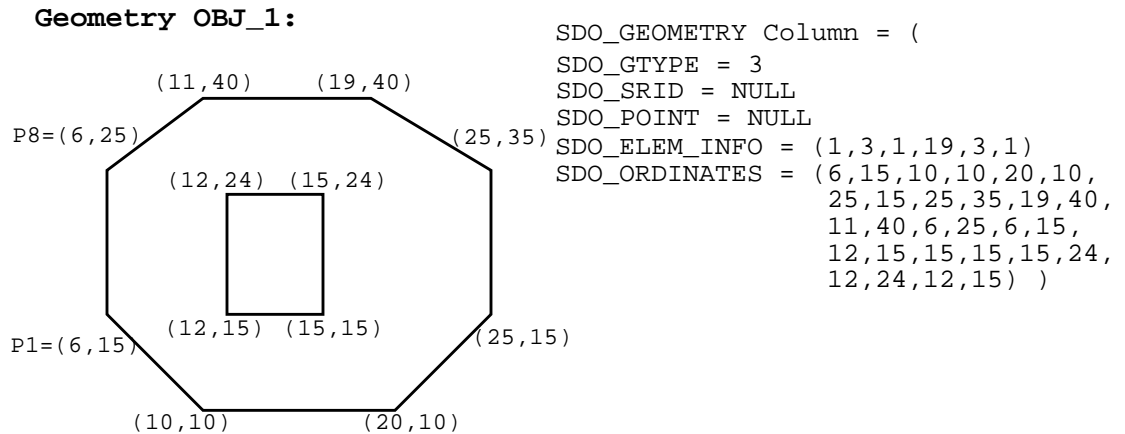 Geometry OBJ_1:
SDO_GEOMETRY Column = (
SDO_GTYPE = 3
SDO_SRID = NULL
SDO_POINT = NULL
SDO_ELEM_INFO = (1,3,1,19,3,1)
SDO_ORDINATES = (6,15,10,10,20,10,
25,15,25,35,19,40,
11,40,6,25,6,15,
12,15,15,15,15,24,
12,24,12,15) )
(11,40) (19,40)
P8=(6,25) (25,35)
(12,24) (15,24)
(12,15) (15,15)
P1=(6,15) (25,15)
(10,10) (20,10)